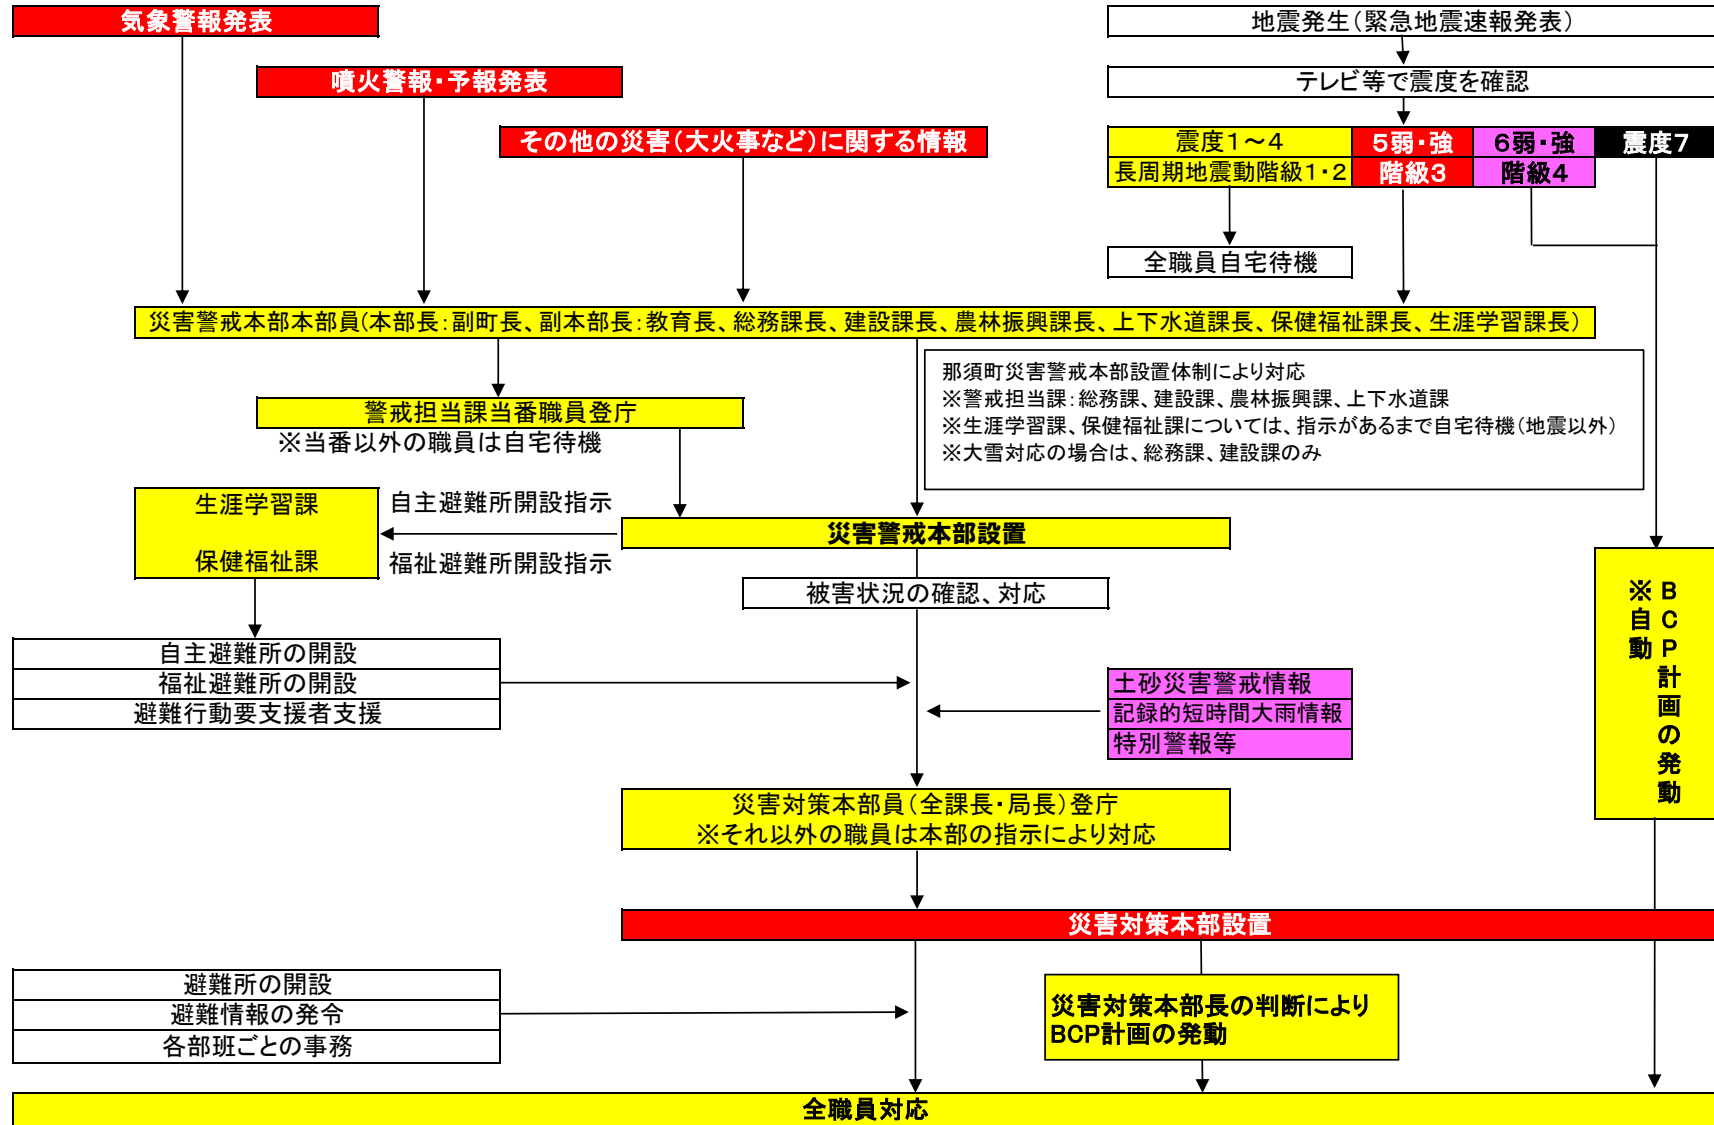 気象警報発表
地震発生（緊急地震速報発表）
噴火警報・予報発表
テレビ等で震度を確認
その他の災害（大火事など）に関する情報
震度１～４
5弱・強
６弱・強
震度７
長周期地震動階級１・２
階級３
階級４
全職員自宅待機
災害警戒本部本部員（本部長：副町長、副本部長：教育長、総務課長、建設課長、農林振興課長、上下水道課長、保健福祉課長、生涯学習課長）
那須町災害警戒本部設置体制により対応
※警戒担当課：総務課、建設課、農林振興課、上下水道課
※生涯学習課、保健福祉課については、指示があるまで自宅待機（地震以外）
※大雪対応の場合は、総務課、建設課のみ
警戒担当課当番職員登庁
※当番以外の職員は自宅待機
生涯学習課
自主避難所開設指示
災害警戒本部設置
保健福祉課
福祉避難所開設指示
被害状況の確認、対応
ＢＣＰ計画の発動
※自動
自主避難所の開設
福祉避難所の開設
避難行動要支援者支援
土砂災害警戒情報
記録的短時間大雨情報
特別警報等
災害対策本部員（全課長・局長）登庁
※それ以外の職員は本部の指示により対応
災害対策本部設置
避難所の開設
避難情報の発令
各部班ごとの事務
災害対策本部長の判断により
BCP計画の発動
全職員対応